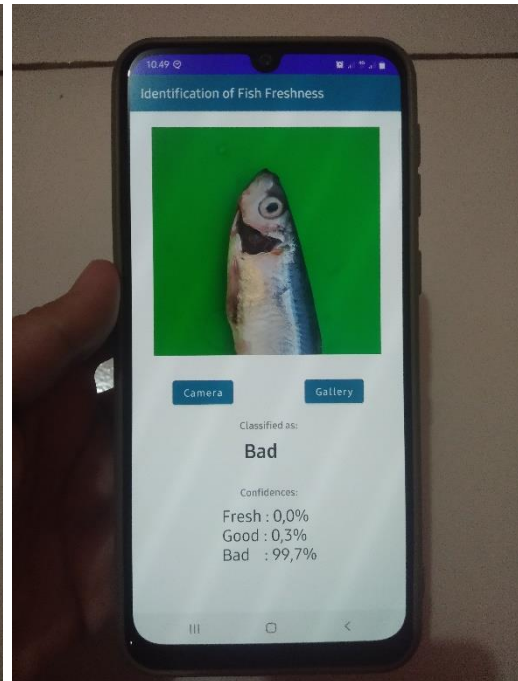 10.49
Identification of Fish Freshness
Camera
Gallery
Classified as:
Bad
Confidences:
Fresh : 0,0%
Good : 0,3%
Bad : 99,7%